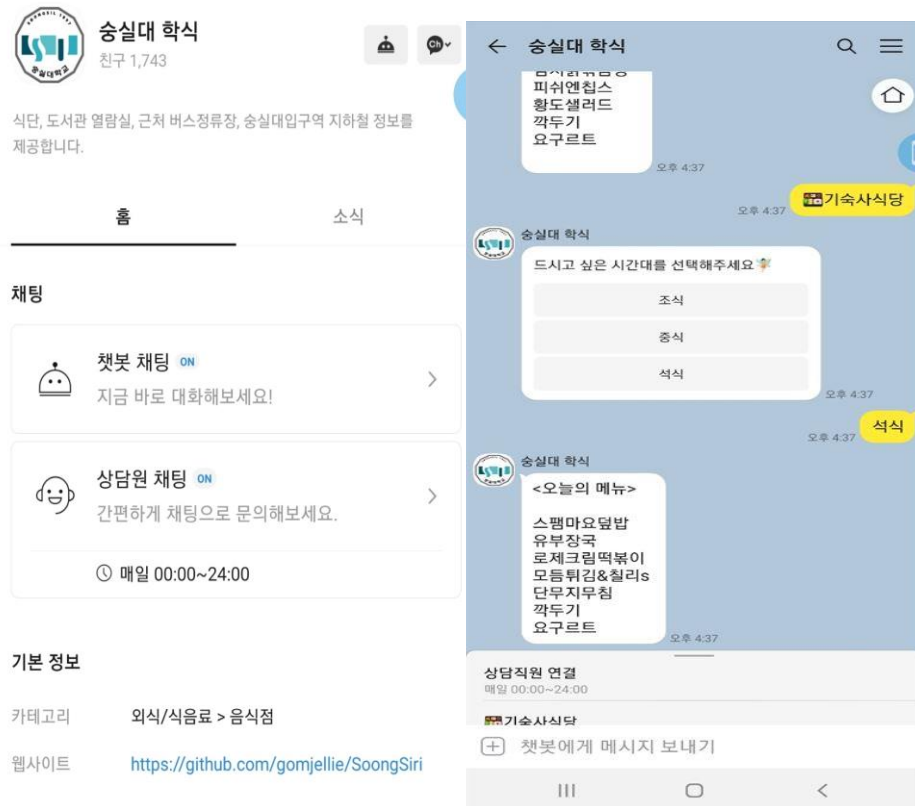 숭실대 학식
친구 1,743
Ch
식단, 도서관 열람실, 근처 버스정류장, 숭실대입구역 지하철 정보를
제공합니다.
홈
소식
채팅
챗봇 채팅 ON
지금 바로 대화해보세요!
상담원 채팅 ON
간편하게 채팅으로 문의해보세요.
매일 00:00~24:00
기본 정보
카테고리
외식/식음료 > 음식점
웹사이트
https://github.com/gomjellie/SoongSiri
숭실대 학식
피쉬엔칩스
황도샐러드
깍두기
요구르트
오후 4:37
기숙사식당
오후 4:37
숭실대 학식
드시고 싶은 시간대를 선택해주세요
조식
중식
석식
오후 4:37
석식
오후 4:37
숭실대 학식
<오늘의 메뉴>
스팸마요덮밥
유부장국
로제크림떡볶이
모듬튀김&칠리s
단무지무침
깍두기
요구르트
오후 4:37
상담직원 연결
매일 00:00~24:00
기숙사식당
챗봇에게 메시지 보내기